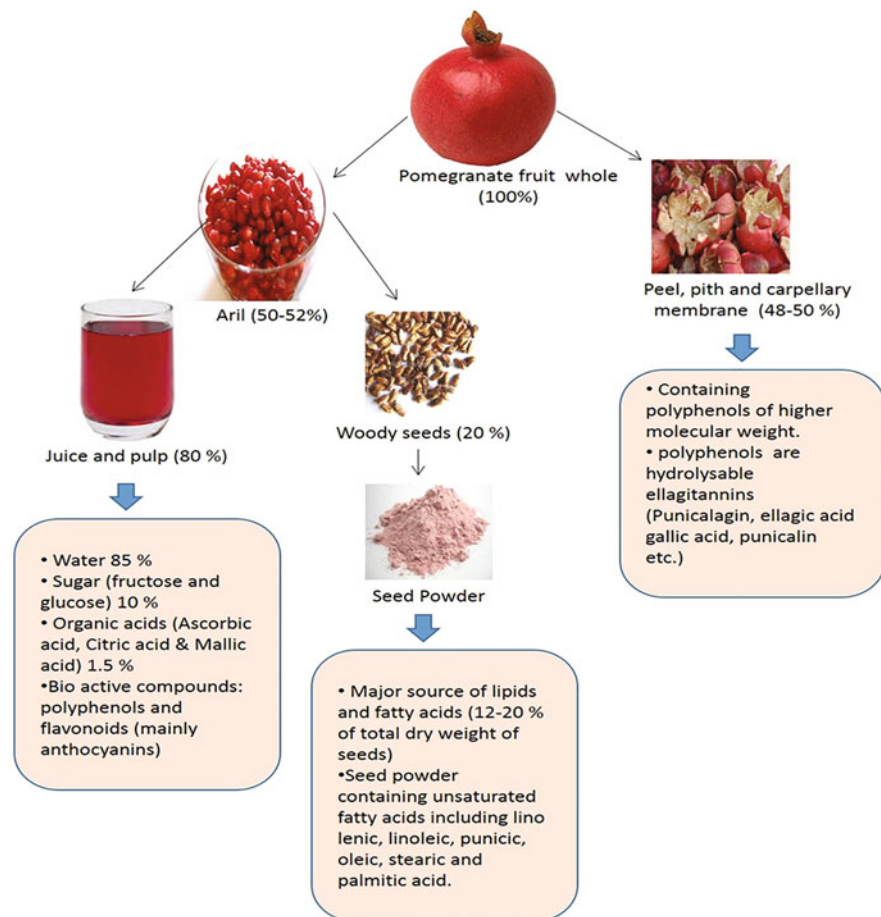 Pomegranate fruit whole
(100%)
Aril (50-52%)
Peel, pith and carpellary
membrane (48-50 %)
Juice and pulp (80 %)
Woody seeds (20 %)
Seed Powder
• Water 85 %
• Sugar (fructose and
glucose) 10 %
• Organic acids (Ascorbic
acid, Citric acid & Mallic
acid) 1.5 %
•Bio active compounds:
polyphenols and
flavonoids (mainly
anthocyanins)
• Major source of lipids
and fatty acids (12-20 %
of total dry weight of
seeds)
•Seed powder
containing unsaturated
fatty acids including lino
lenic, linoleic, punicic,
oleic, stearic and
palmitic acid.
• Containing
polyphenols of higher
molecular weight.
• polyphenols are
hydrolysable
ellagitannins
(Punicalagin, ellagic acid
gallic acid, punicalin
etc.)